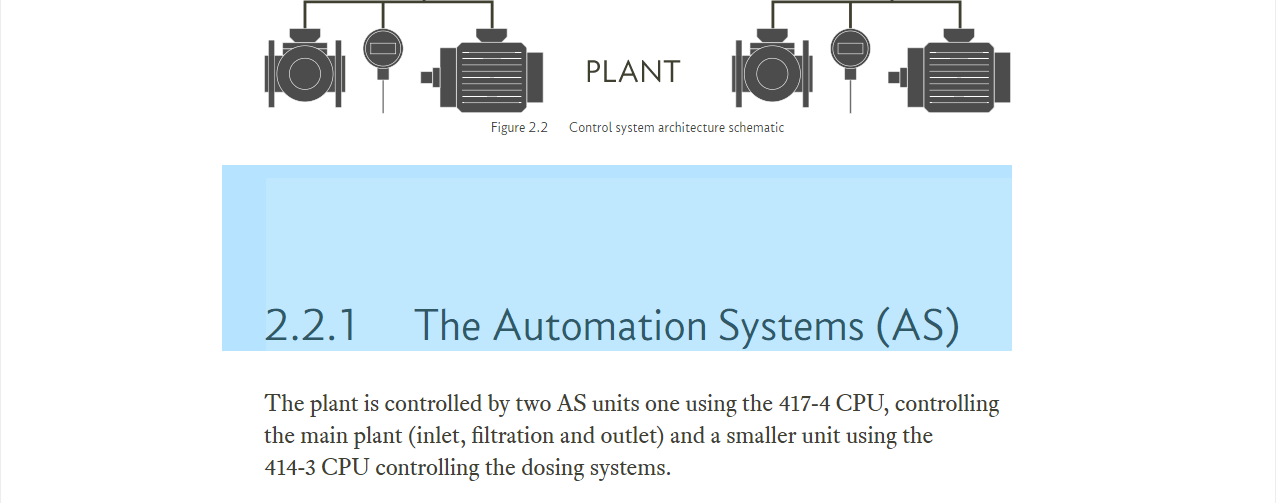 PLANT
Figure 2.2 Control system architecture schematic
2.2.1 The Automation Systems (AS)
The plant is controlled by two AS units one using the 417-4 CPU, controlling
the main plant (inlet, filtration and outlet) and a smaller unit using the
414-3 CPU controlling the dosing systems.